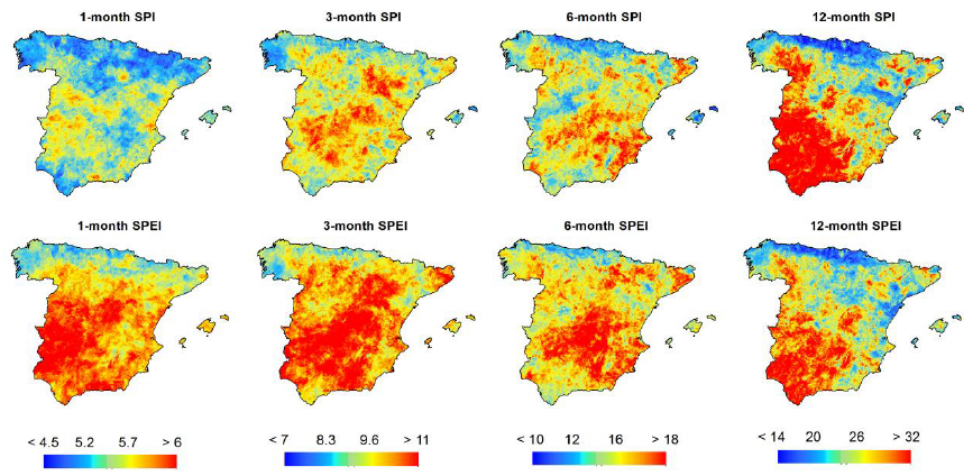 1-month SPI 3-month SPI 6-month SPI 12-month SPI
1-month SPEI 3-month SPEI 6-month SPEI 12-month SPEI
< 4.5 5.2 5.7 > 6 < 7 8.3 9.6 > 11 < 10 12 16 > 18 < 14 20 26 > 32